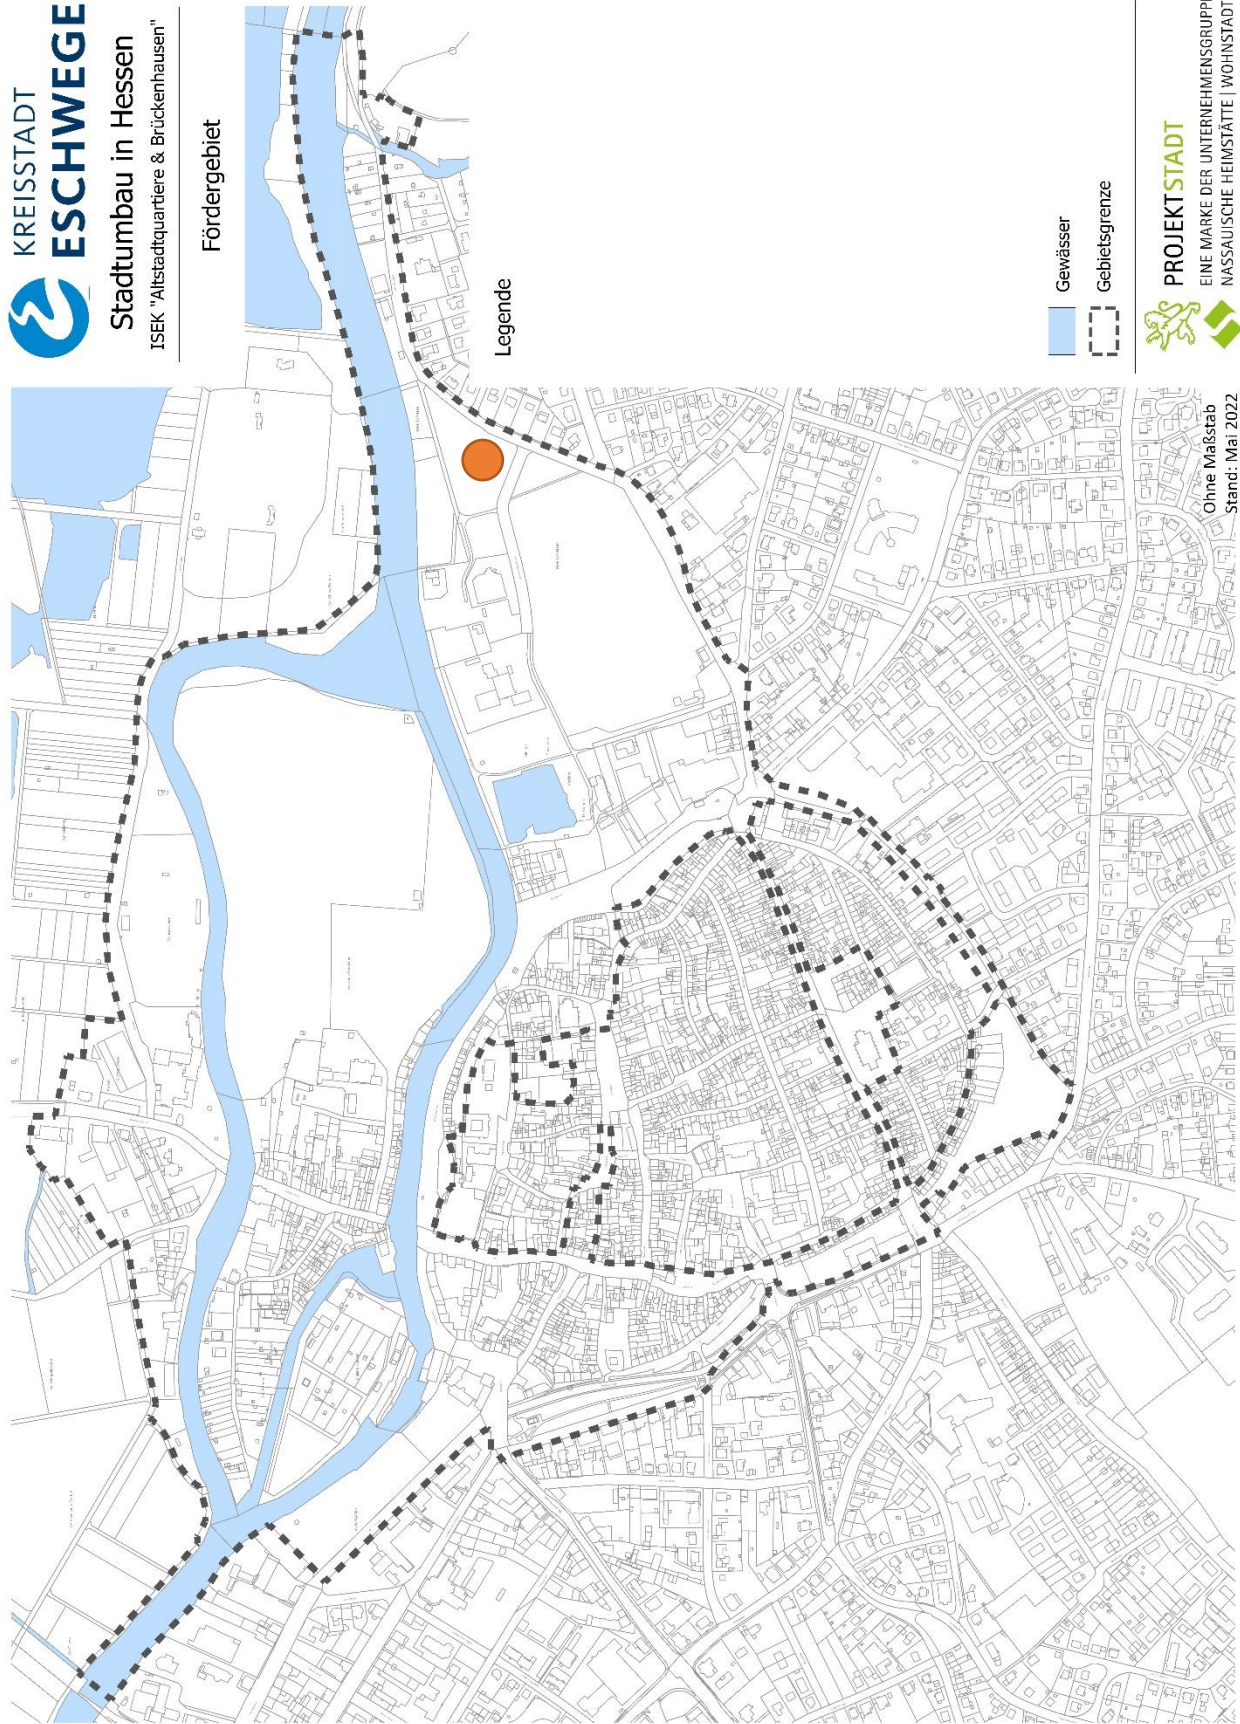 KREISSTADT
ESCHWEGE
Stadtumbau in Hessen
ISEK "Altstadtquartiere & Brückenhausen"
Fördergebiet
Legende
Gewässer
Gebietsgrenze
PROJEKTSTADT
EINE MARKE DER UNTERNEHMENSGRUPPE
NASSAUISCHE HEIMSTÄTTE | WOHNSTADT
Ohne Maßstab
Stand: Mai 2022